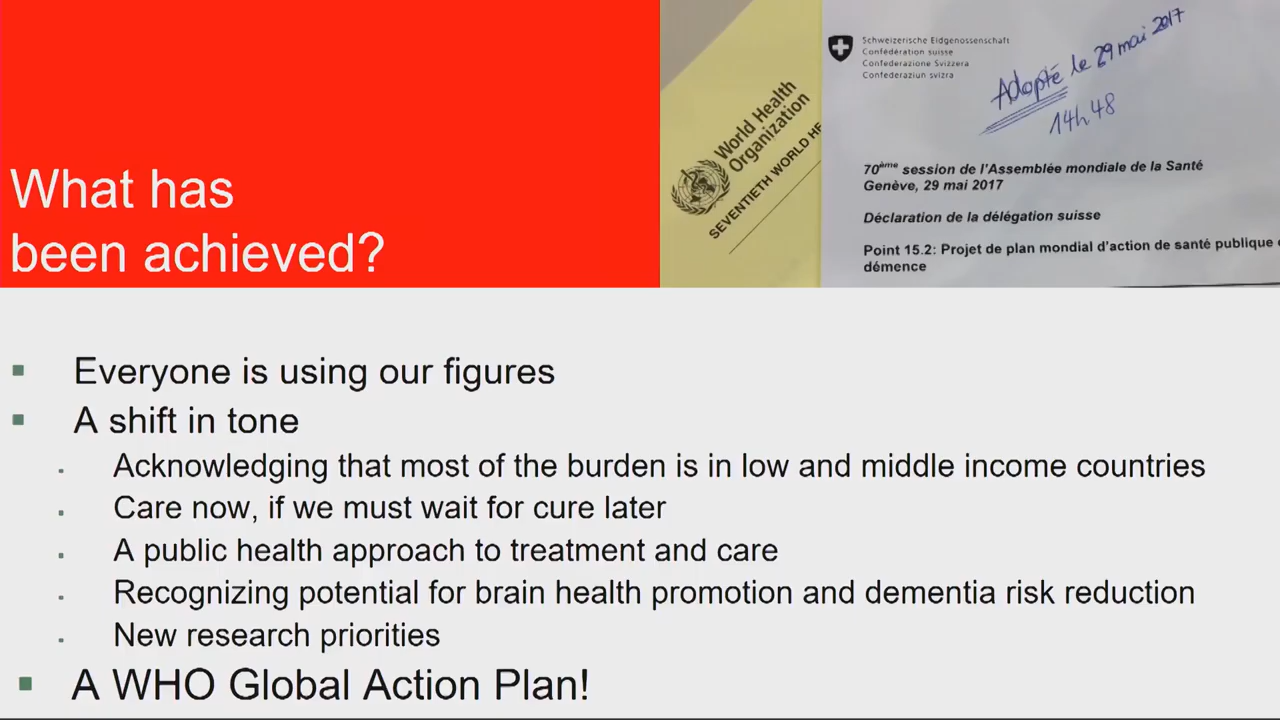 What has
been achieved?
World Health
Organization
SEVENTIETH WORLD
Schweizerische Eidgenossenschaft
Confédération suisse
Confederazione Svizzera
Confederaziun svizra
Adopté le 29 mai 2017
14h48
70ème session de l'Assemblée mondiale de la Santé
Genève, 29 mai 2017
Déclaration de la délégation suisse
Point 15.2: Projet de plan mondial d'action de santé publique
démence
▪ Everyone is using our figures
▪ A shift in tone
. Acknowledging that most of the burden is in low and middle income countries
. Care now, if we must wait for cure later
. A public health approach to treatment and care
. Recognizing potential for brain health promotion and dementia risk reduction
. New research priorities
▪ A WHO Global Action Plan!